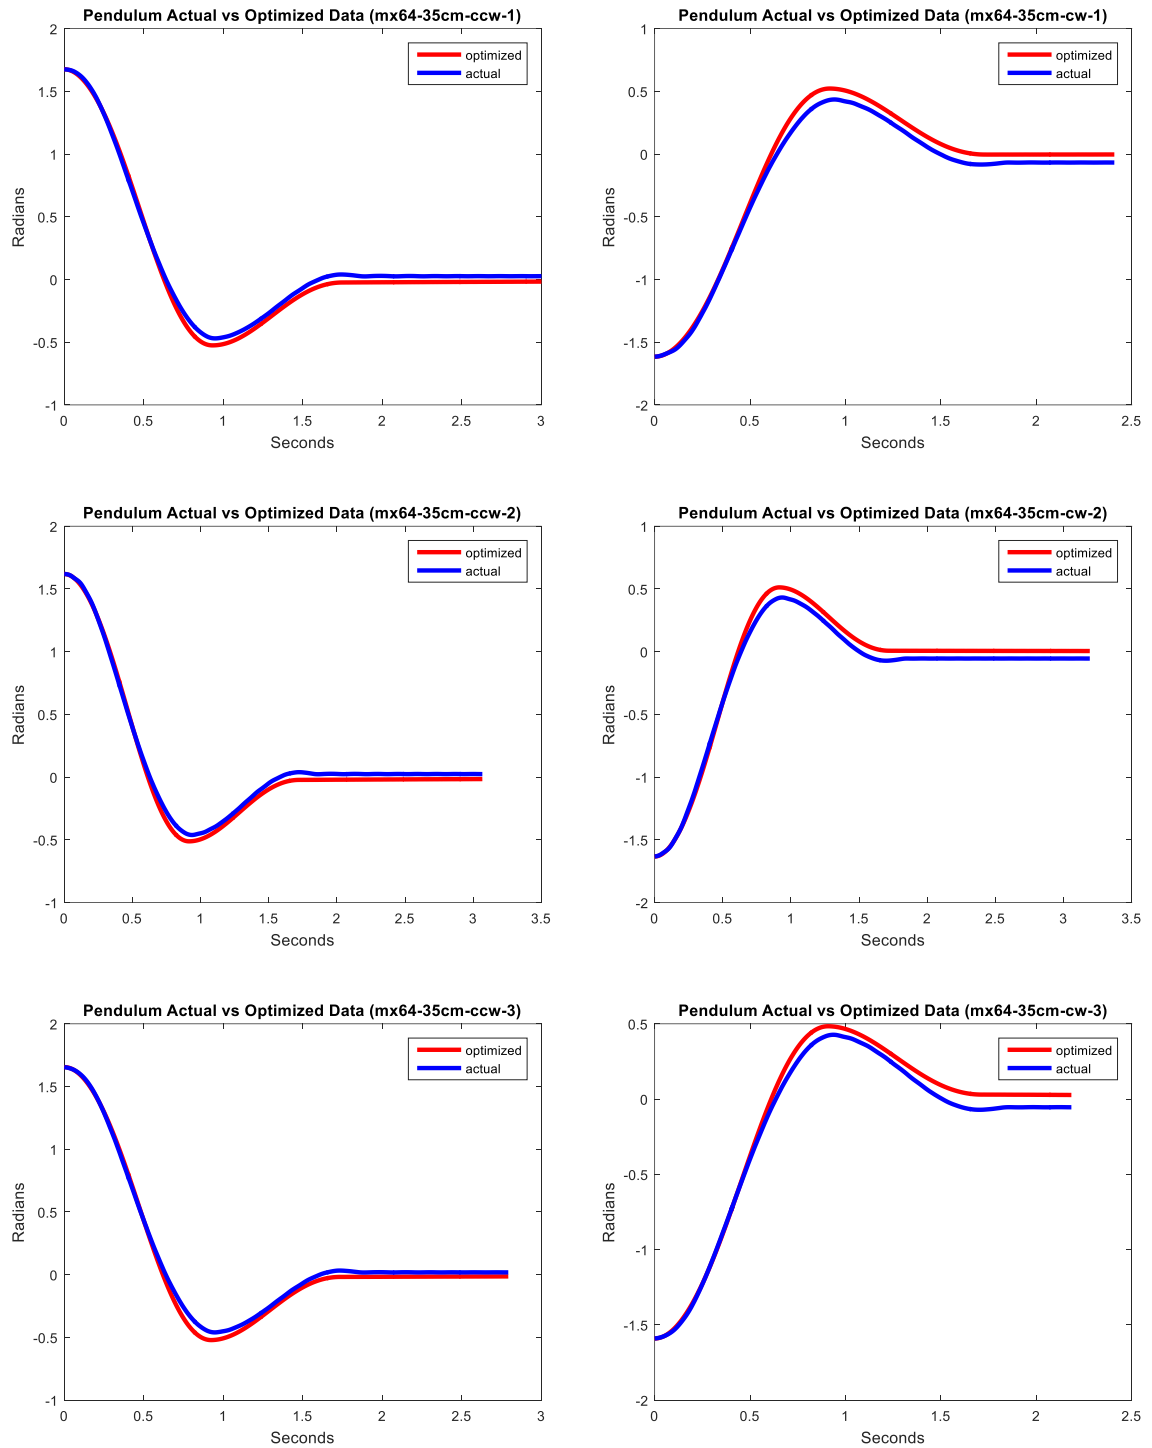 Pendulum Actual vs Optimized Data (mx64-35cm-ccw-1)
2
1.5
1
0.5
0
-0.5
-1
Radians
optimized
actual
0 0.5 1 1.5 2 2.5 3
Seconds
Pendulum Actual vs Optimized Data (mx64-35cm-cw-1)
1
0.5
0
-0.5
-1
-1.5
-2
Radians
optimized
actual
0 0.5 1 1.5 2 2.5
Seconds
Pendulum Actual vs Optimized Data (mx64-35cm-ccw-2)
2
1.5
1
0.5
0
-0.5
-1
Radians
optimized
actual
0 0.5 1 1.5 2 2.5 3 3.5
Seconds
Pendulum Actual vs Optimized Data (mx64-35cm-cw-2)
1
0.5
0
-0.5
-1
-1.5
-2
Radians
optimized
actual
0 0.5 1 1.5 2 2.5 3 3.5
Seconds
Pendulum Actual vs Optimized Data (mx64-35cm-ccw-3)
2
1.5
1
0.5
0
-0.5
-1
Radians
optimized
actual
0 0.5 1 1.5 2 2.5 3
Seconds
Pendulum Actual vs Optimized Data (mx64-35cm-cw-3)
0.5
0
-0.5
-1
-1.5
-2
Radians
optimized
actual
0 0.5 1 1.5 2 2.5
Seconds